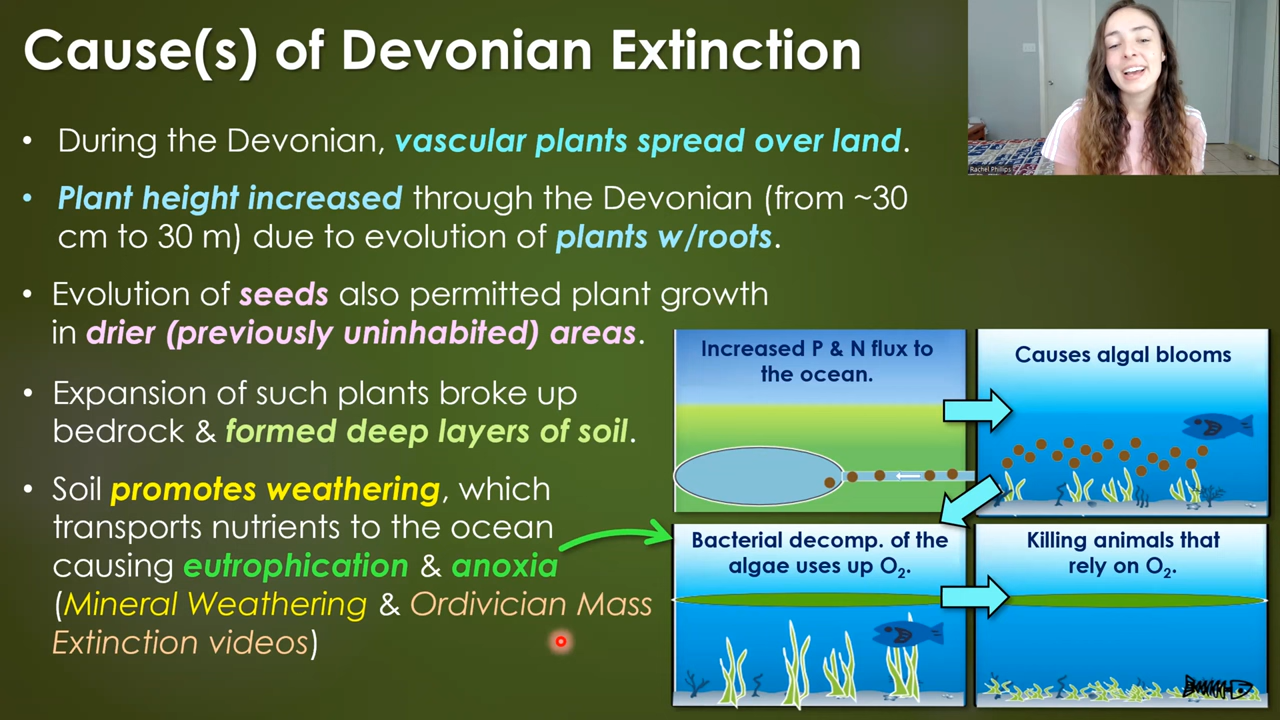 Cause(s) of Devonian Extinction
• During the Devonian, vascular plants spread over land.
• Plant height increased through the Devonian (from ~30
cm to 30 m) due to evolution of plants w/roots.
• Evolution of seeds also permitted plant growth
in drier (previously uninhabited) areas.
• Expansion of such plants broke up
bedrock & formed deep layers of soil.
• Soil promotes weathering, which
transports nutrients to the ocean
causing eutrophication & anoxia
(Mineral Weathering & Ordivician Mass
Extinction videos)
Increased P & N flux to
the ocean.
Causes algal blooms
Bacterial decomp. of the
algae uses up O₂.
Killing animals that
rely on O₂.
Rachel Phillips